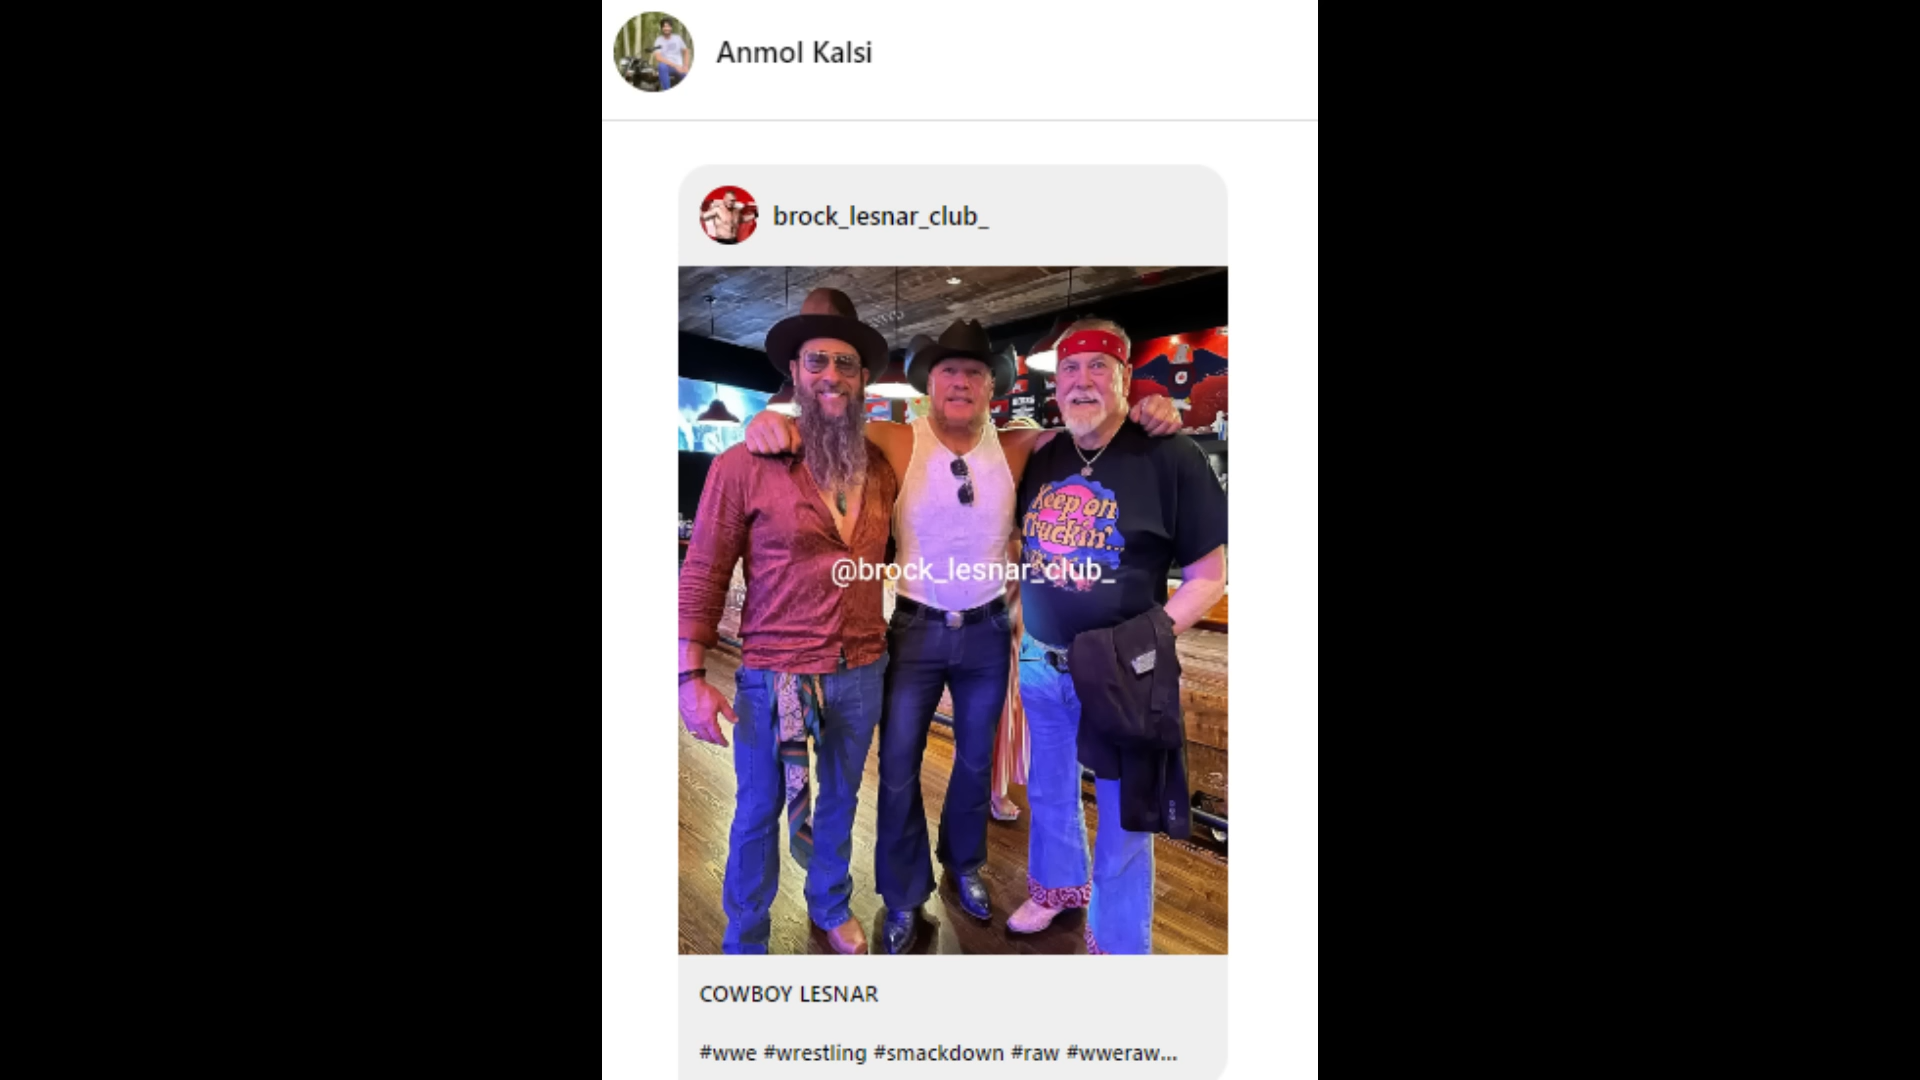 Anmol Kalsi
brock_lesnar_club_
Keep on
Truckin'...
@brock_lesnar_club_
COWBOY LESNAR
#wwe #wrestling #smackdown #raw #wweraw...